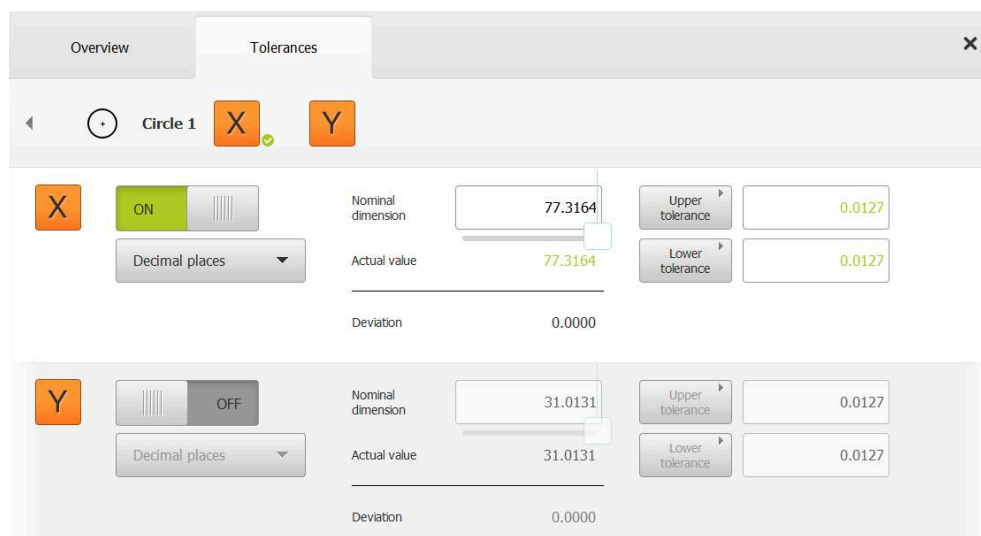 Overview Tolerances
Circle 1 X Y
X ON Nominal dimension 77.3164 Upper tolerance 0.0127
Decimal places Actual value 77.3164 Lower tolerance 0.0127
Deviation 0.0000
Y OFF Nominal dimension 31.0131 Upper tolerance 0.0127
Decimal places Actual value 31.0131 Lower tolerance 0.0127
Deviation 0.0000